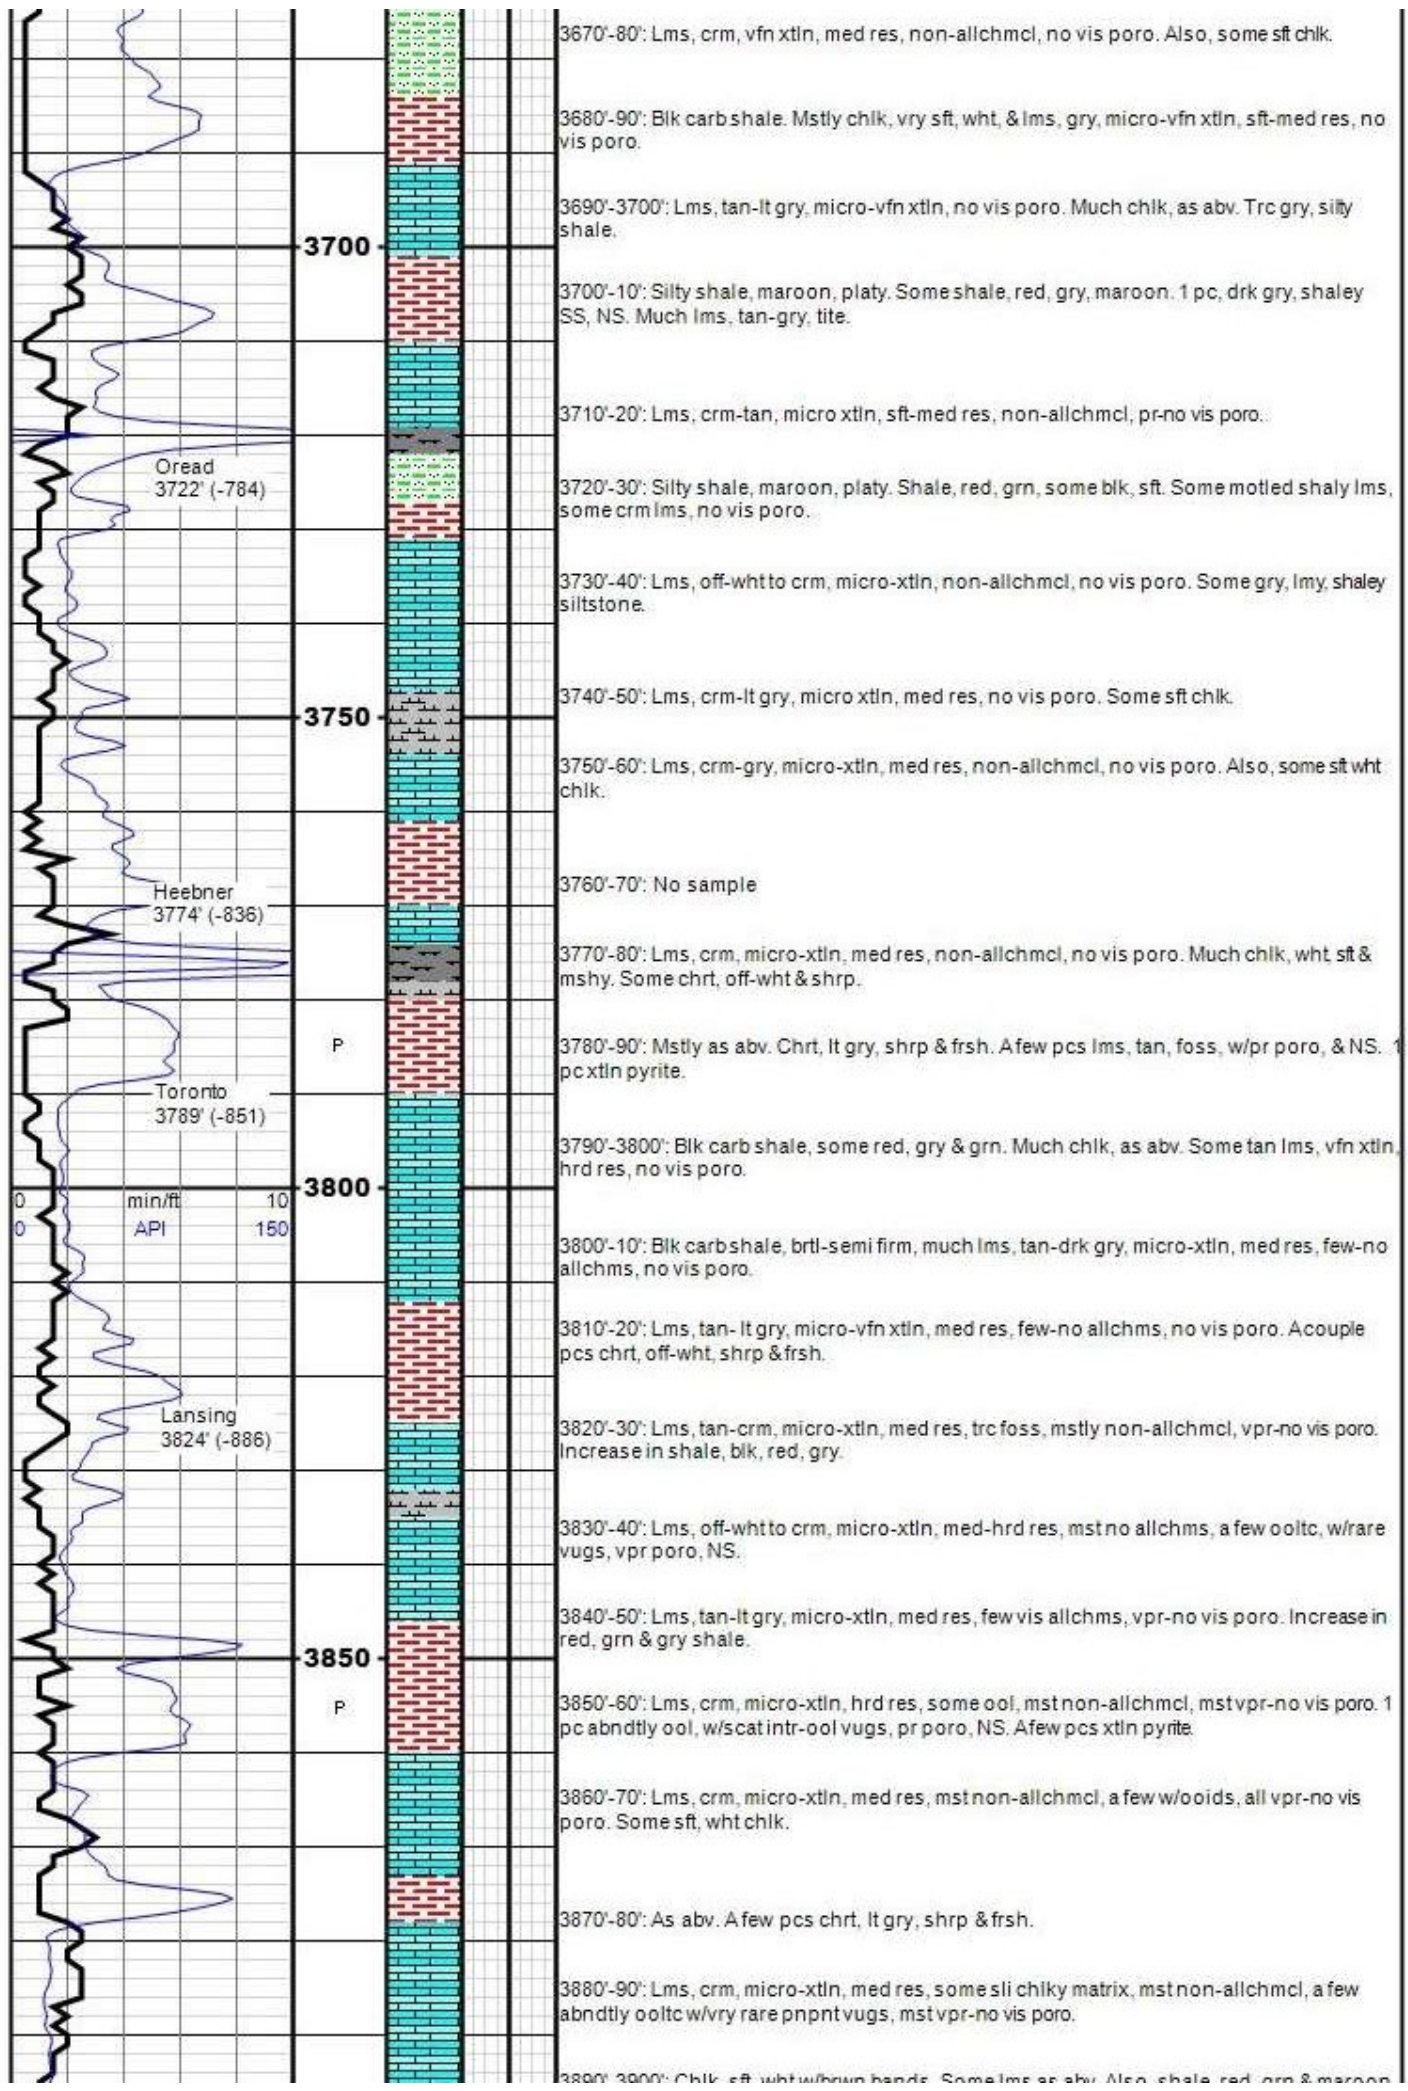 3670'-80': Lms, crm, vfn xtln, med res, non-allchmcl, no vis poro. Also, some sft chlk.
3680'-90': Blk carb shale. Mstly chlk, vry sft, wht, & lms, gry, micro-vfn xtln, sft-med res, no
vis poro.
3690'-3700': Lms, tan-lt gry, micro-vfn xtln, no vis poro. Much chlk, as abv. Trc gry, silty
shale.
3700
3700'-10': Silty shale, maroon, platy. Some shale, red, gry, maroon. 1 pc, drk gry, shaley
SS, NS. Much lms, tan-gry, tite.
3710'-20': Lms, crm-tan, micro xtln, sft-med res, non-allchmcl, pr-no vis poro.
Oread
3722' (-784)
3720'-30': Silty shale, maroon, platy. Shale, red, grn, some blk, sft. Some motled shaly lms,
some crm lms, no vis poro.
3730'-40': Lms, off-wht to crm, micro-xtln, non-allchmcl, no vis poro. Some gry, lmy, shaley
siltstone.
3740'-50': Lms, crm-lt gry, micro xtln, med res, no vis poro. Some sft chlk.
3750
3750'-60': Lms, crm-gry, micro-xtln, med res, non-allchmcl, no vis poro. Also, some sft wht
chlk.
3760'-70': No sample
Heebner
3774' (-836)
3770'-80': Lms, crm, micro-xtln, med res, non-allchmcl, no vis poro. Much chlk, wht, sft &
mshy. Some chrt, off-wht & shrp.
P
3780'-90': Mstly as abv. Chrt, lt gry, shrp & frsh. A few pcs lms, tan, foss, w/pr poro, & NS. 1
pc xtln pyrite.
Toronto
3789' (-851)
3790'-3800': Blk carb shale, some red, gry & grn. Much chlk, as abv. Some tan lms, vfn xtln,
hrd res, no vis poro.
3800
0 min/ft 10
0 API 150
3800'-10': Blk carb shale, brtl-semi firm, much lms, tan-drk gry, micro-xtln, med res, few-no
allchms, no vis poro.
3810'-20': Lms, tan- lt gry, micro-vfn xtln, med res, few-no allchms, no vis poro. A couple
pcs chrt, off-wht, shrp & frsh.
Lansing
3824' (-886)
3820'-30': Lms, tan-crm, micro-xtln, med res, trc foss, mstly non-allchmcl, vpr-no vis poro.
Increase in shale, blk, red, gry.
3830'-40': Lms, off-wht to crm, micro-xtln, med-hrd res, mst no allchms, a few ooltc, w/rare
vugs, vpr poro, NS.
3840'-50': Lms, tan-lt gry, micro-xtln, med res, few vis allchms, vpr-no vis poro. Increase in
red, grn & gry shale.
3850
P
3850'-60': Lms, crm, micro-xtln, hrd res, some ool, mst non-allchmcl, mst vpr-no vis poro. 1
pc abndtly ool, w/scat intr-ool vugs, pr poro, NS. A few pcs xtln pyrite.
3860'-70': Lms, crm, micro-xtln, med res, mst non-allchmcl, a few w/ooids, all vpr-no vis
poro. Some sft, wht chlk.
3870'-80': As abv. A few pcs chrt, lt gry, shrp & frsh.
3880'-90': Lms, crm, micro-xtln, med res, some sli chlky matrix, mst non-allchmcl, a few
abndtly ooltc w/vry rare pnpnt vugs, mst vpr-no vis poro.
3890'-3900': Chlk, sft, wht w/brwn bands. Some lms as abv. Also, shale, red, grn & maroon